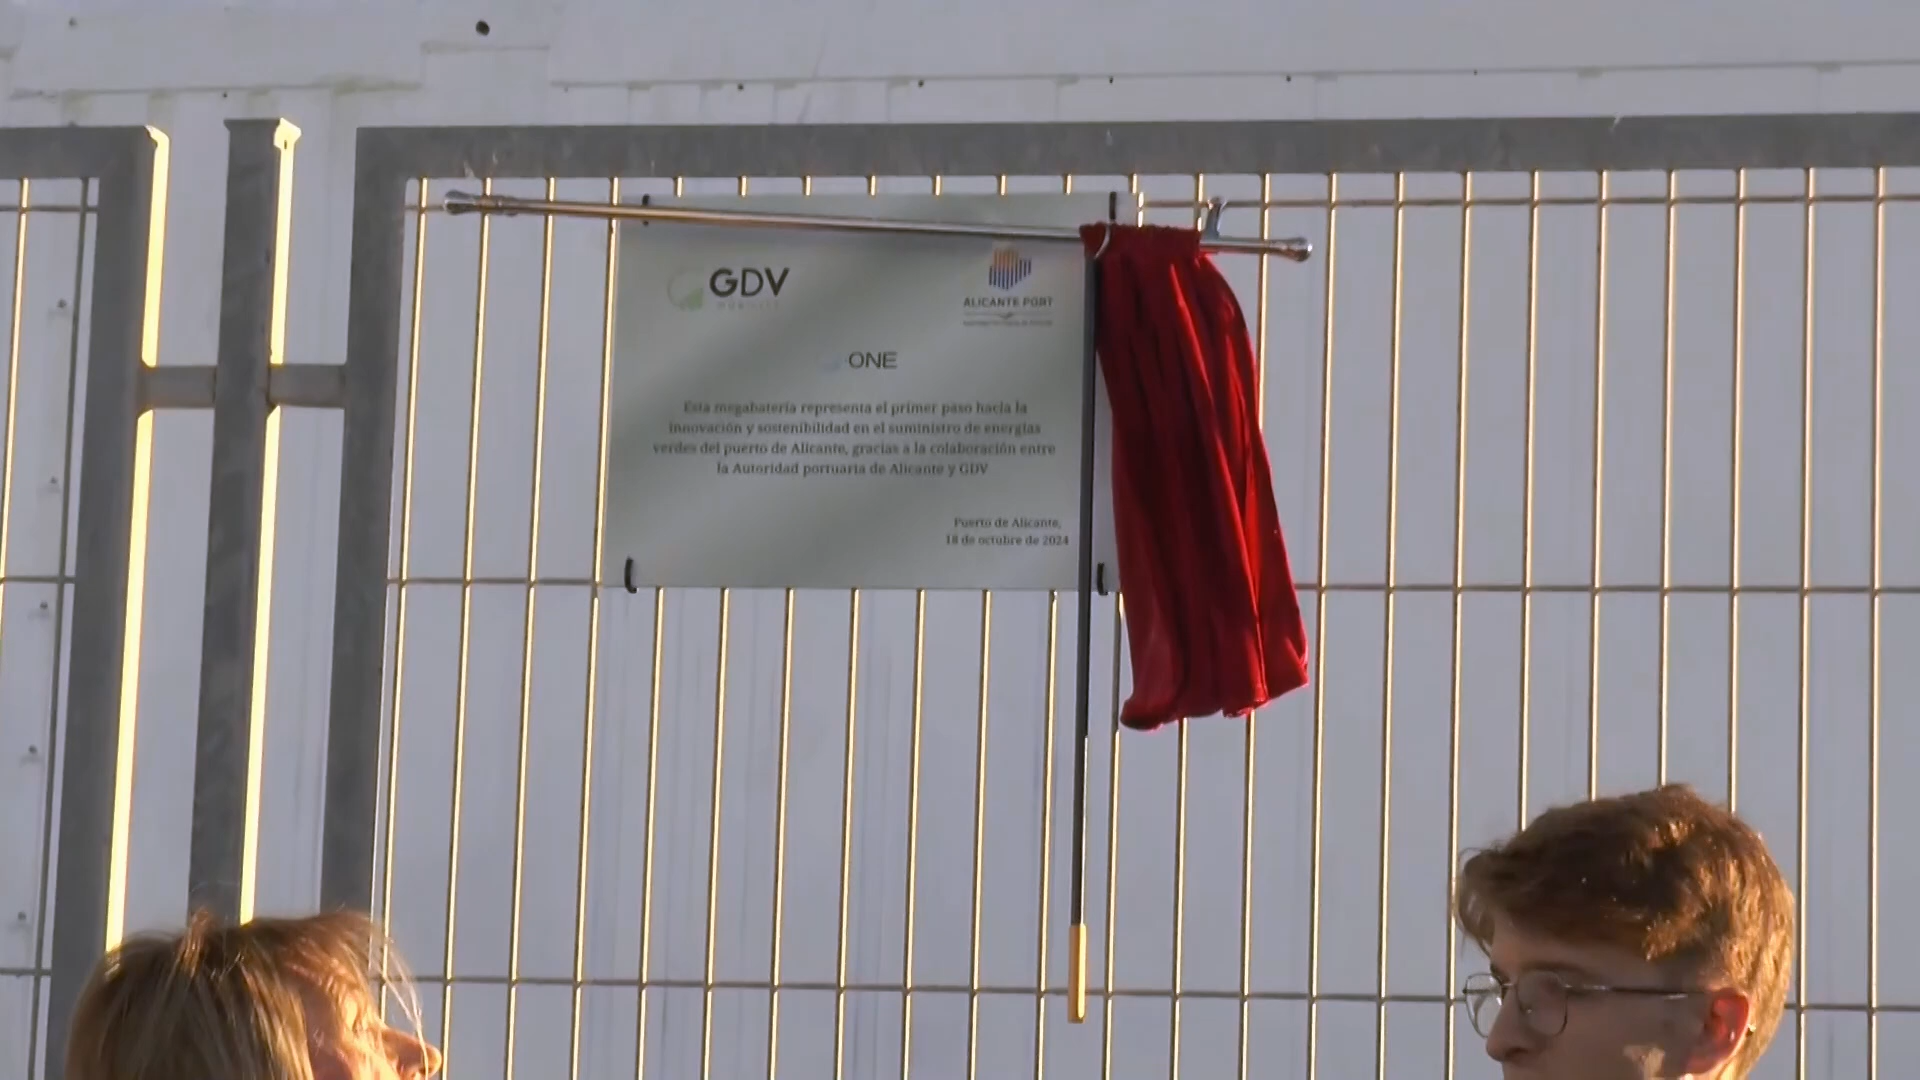 GDV
MOBILITY
ALICANTE PORT
ONE
Esta megabatería representa el primer paso hacia la
innovación y sostenibilidad en el suministro de energías
verdes del puerto de Alicante, gracias a la colaboración entre
la Autoridad portuaria de Alicante y GDV
Puerto de Alicante,
18 de octubre de 2024